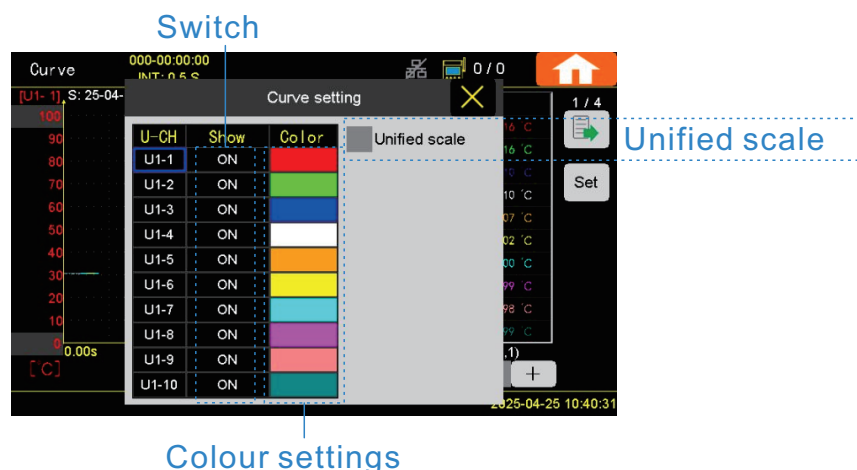 Switch
Curve
000-00:00:00
INT: 0.5 S
0 / 0
[U1- 1]
S: 25-04-
Curve setting
1 / 4
100
90
80
70
60
50
40
30
20
10
0
[°C]
0.00s
U-CH Show Color
U1-1 ON
U1-2 ON
U1-3 ON
U1-4 ON
U1-5 ON
U1-6 ON
U1-7 ON
U1-8 ON
U1-9 ON
U1-10 ON
Unified scale
16 °C
16 °C
10 °C
10 °C
07 °C
02 °C
00 °C
99 °C
98 °C
99 °C
,1)
+
Set
Unified scale
2025-04-25 10:40:31
Colour settings